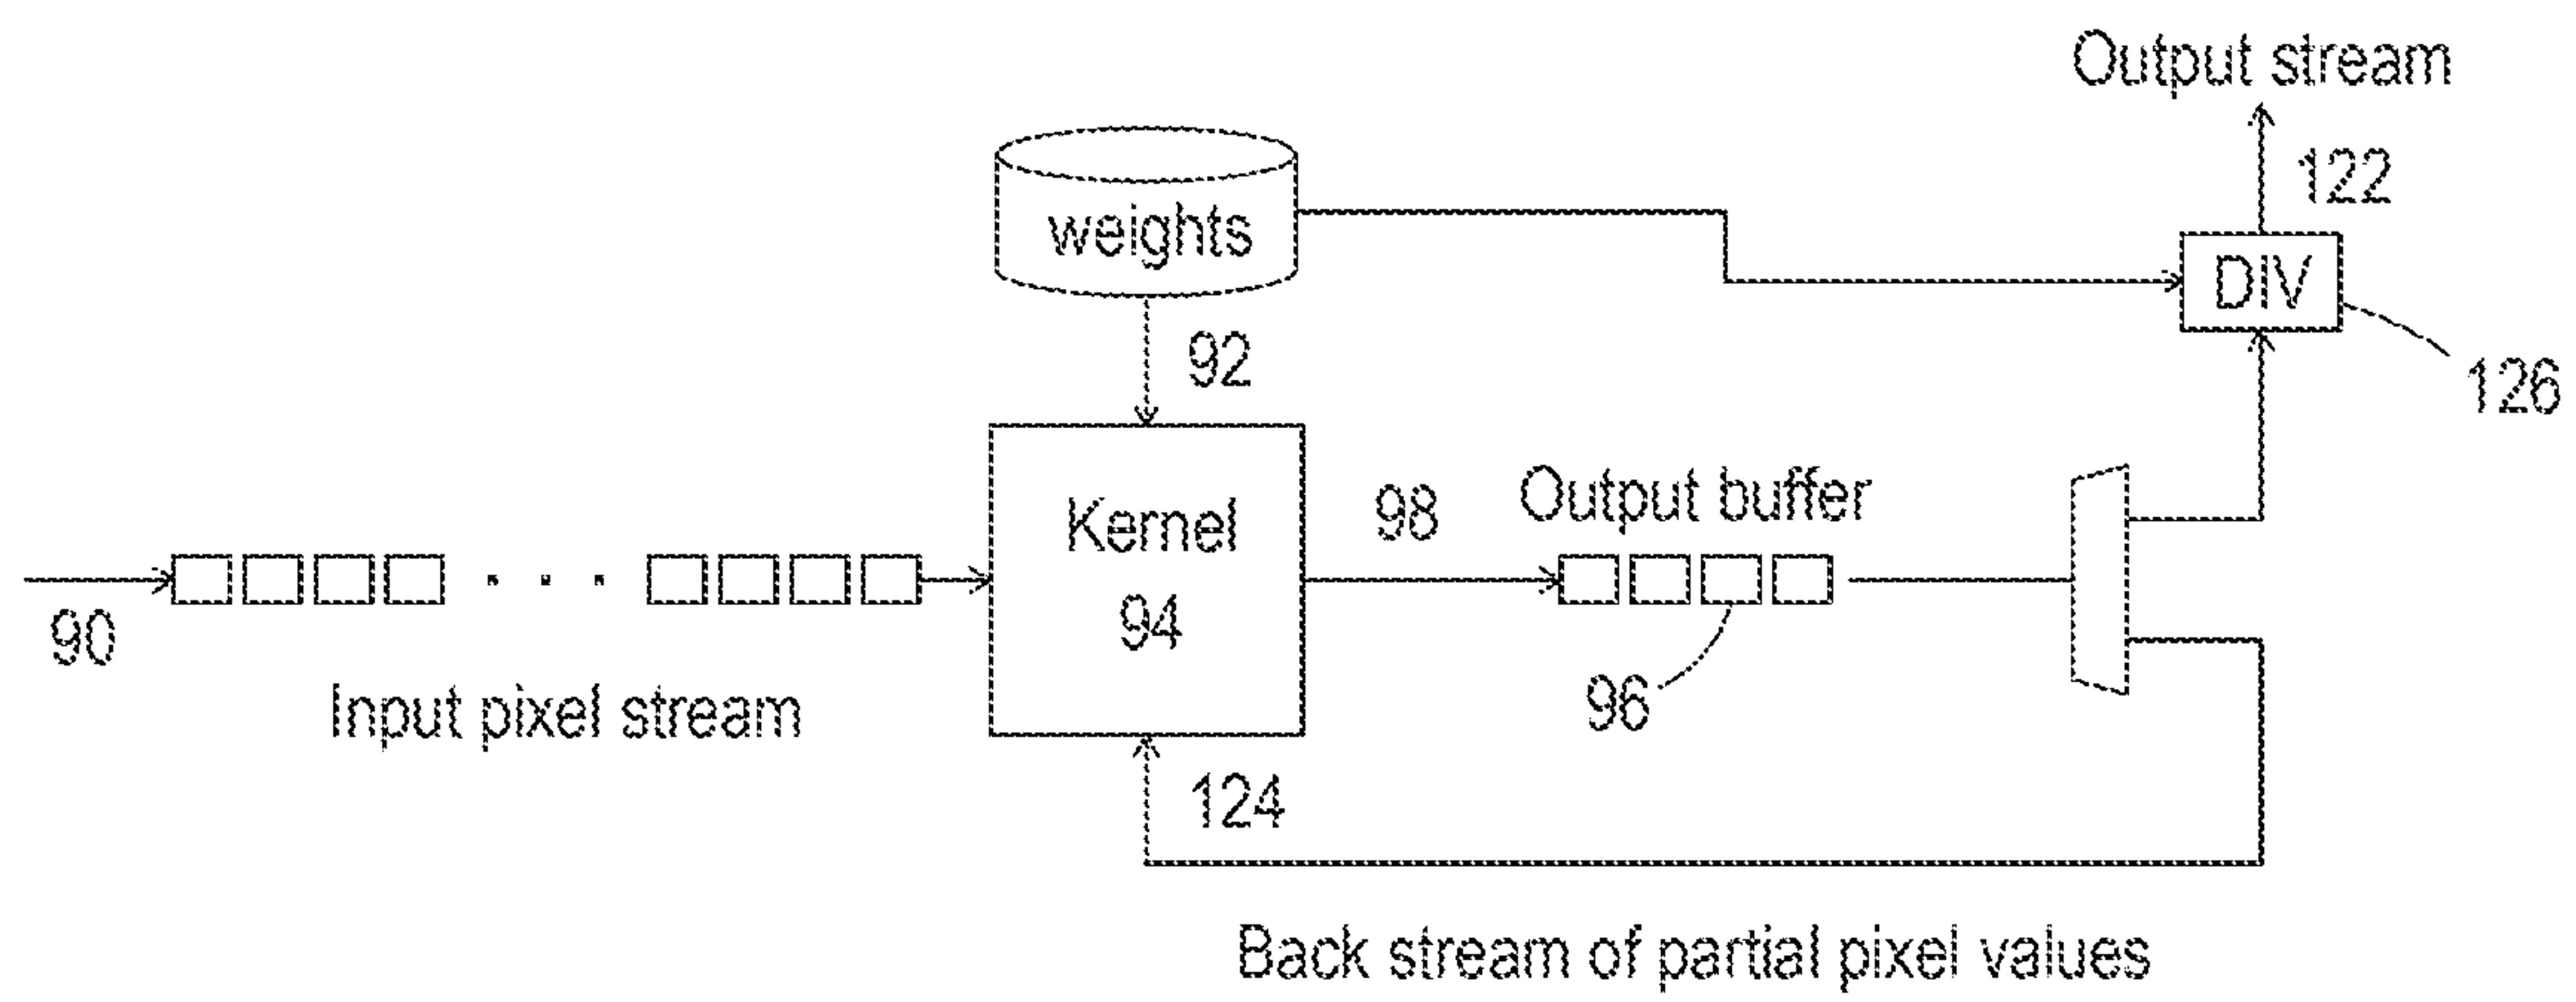 Output stream
122
weights
DIV
92
126
Kernel
94
98
Output buffer
90
96
Input pixel stream
124
Back stream of partial pixel values